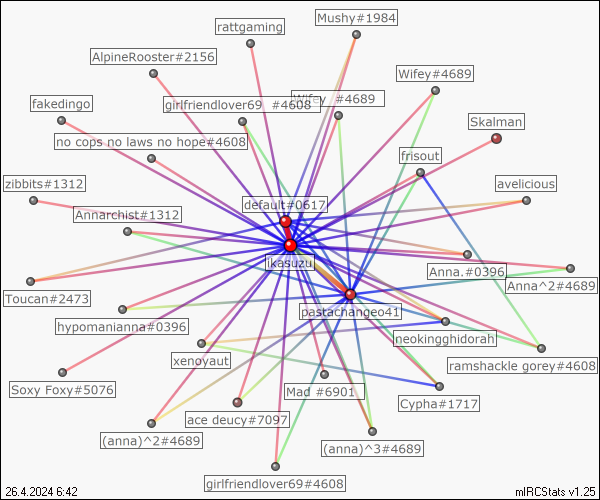 Mushy#1984
rattgaming
AlpineRooster#2156
Wifey#4689
fakedingo
girlfriendlover69 #4608
Wifey #4689
Skalman
no cops no laws no hope#4608
frisout
zibbits#1312
avelicious
default#0617
Annarchist#1312
ikasuzu
Anna.#0396
Anna^2#4689
Toucan#2473
pastachangeo41
hypomanianna#0396
neokingghidorah
xenoyaut
ramshackle gorey#4608
Soxy Foxy#5076
Mad #6901
Cypha#1717
ace deucy#7097
(anna)^2#4689
(anna)^3#4689
girlfriendlover69#4608
26.4.2024 6:42
mIRCStats v1.25